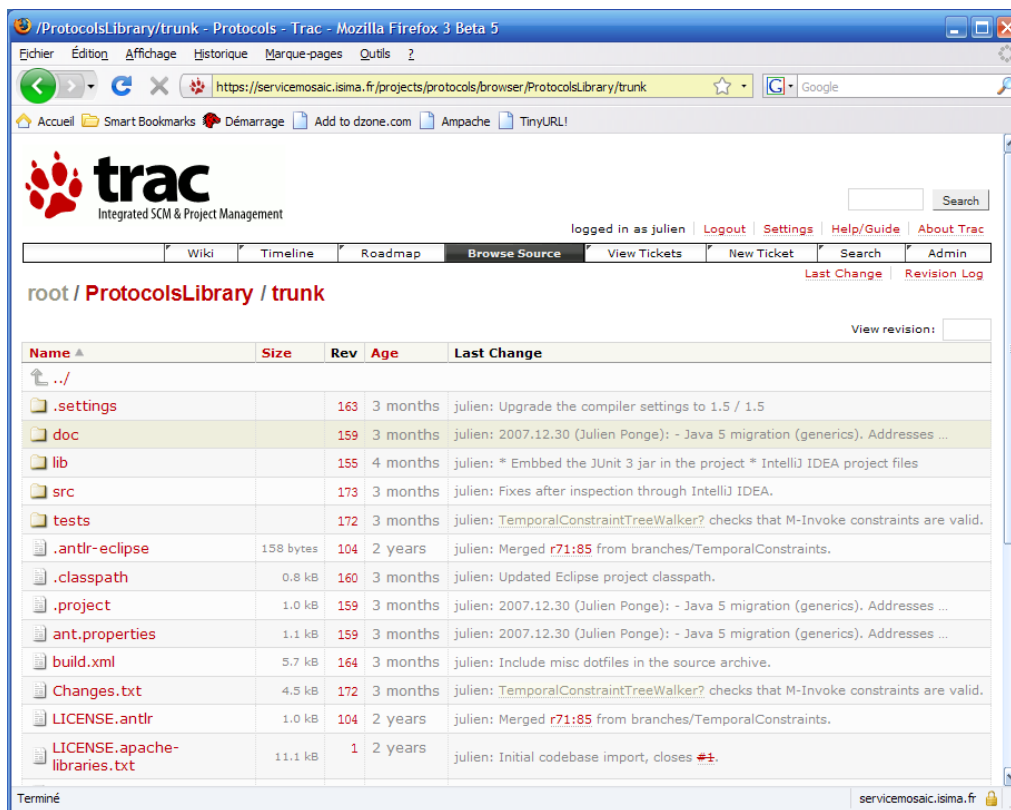 /ProtocolsLibrary/trunk - Protocols - Trac - Mozilla Firefox 3 Beta 5
Fichier Édition Affichage Historique Marque-pages Outils ?
https://servicemosaic.isima.fr/projects/protocols/browser/ProtocolsLibrary/trunk G Google
Accueil Smart Bookmarks Démarrage Add to dzone.com Ampache TinyURL!
trac
Integrated SCM & Project Management
Search
logged in as julien Logout Settings Help/Guide About Trac
Wiki Timeline Roadmap Browse Source View Tickets New Ticket Search Admin
Last Change Revision Log
root / ProtocolsLibrary / trunk
View revision:
Name Size Rev Age Last Change
../
.settings 163 3 months julien: Upgrade the compiler settings to 1.5 / 1.5
doc 159 3 months julien: 2007.12.30 (Julien Ponge): - Java 5 migration (generics). Addresses ...
lib 155 4 months julien: * Embbed the JUnit 3 jar in the project * IntelliJ IDEA project files
src 173 3 months julien: Fixes after inspection through IntelliJ IDEA.
tests 172 3 months julien: TemporalConstraintTreeWalker? checks that M-Invoke constraints are valid.
.antlr-eclipse 158 bytes 104 2 years julien: Merged r71:85 from branches/TemporalConstraints.
.classpath 0.8 kB 160 3 months julien: Updated Eclipse project classpath.
.project 1.0 kB 159 3 months julien: 2007.12.30 (Julien Ponge): - Java 5 migration (generics). Addresses ...
ant.properties 1.1 kB 159 3 months julien: 2007.12.30 (Julien Ponge): - Java 5 migration (generics). Addresses ...
build.xml 5.7 kB 164 3 months julien: Include misc dotfiles in the source archive.
Changes.txt 4.5 kB 172 3 months julien: TemporalConstraintTreeWalker? checks that M-Invoke constraints are valid.
LICENSE.antlr 1.0 kB 104 2 years julien: Merged r71:85 from branches/TemporalConstraints.
LICENSE.apache-libraries.txt 11.1 kB 1 2 years julien: Initial codebase import, closes #1.
Terminé servicemosaic.isima.fr